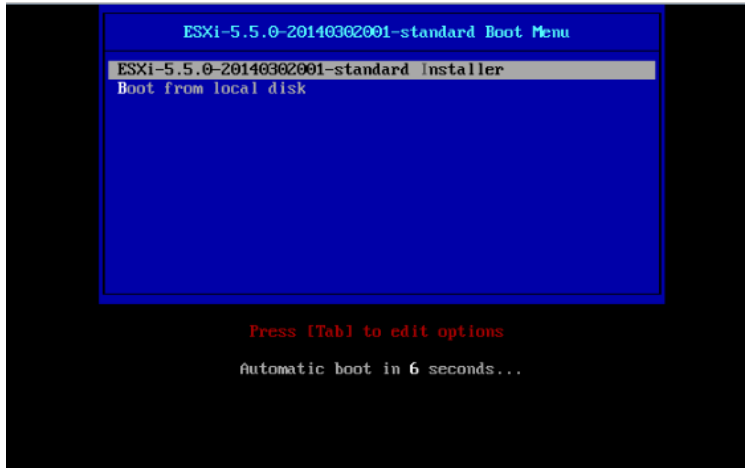 ESXi-5.5.0-20140302001-standard Boot Menu
ESXi-5.5.0-20140302001-standard Installer
Boot from local disk
Press [Tab] to edit options
Automatic boot in 6 seconds...